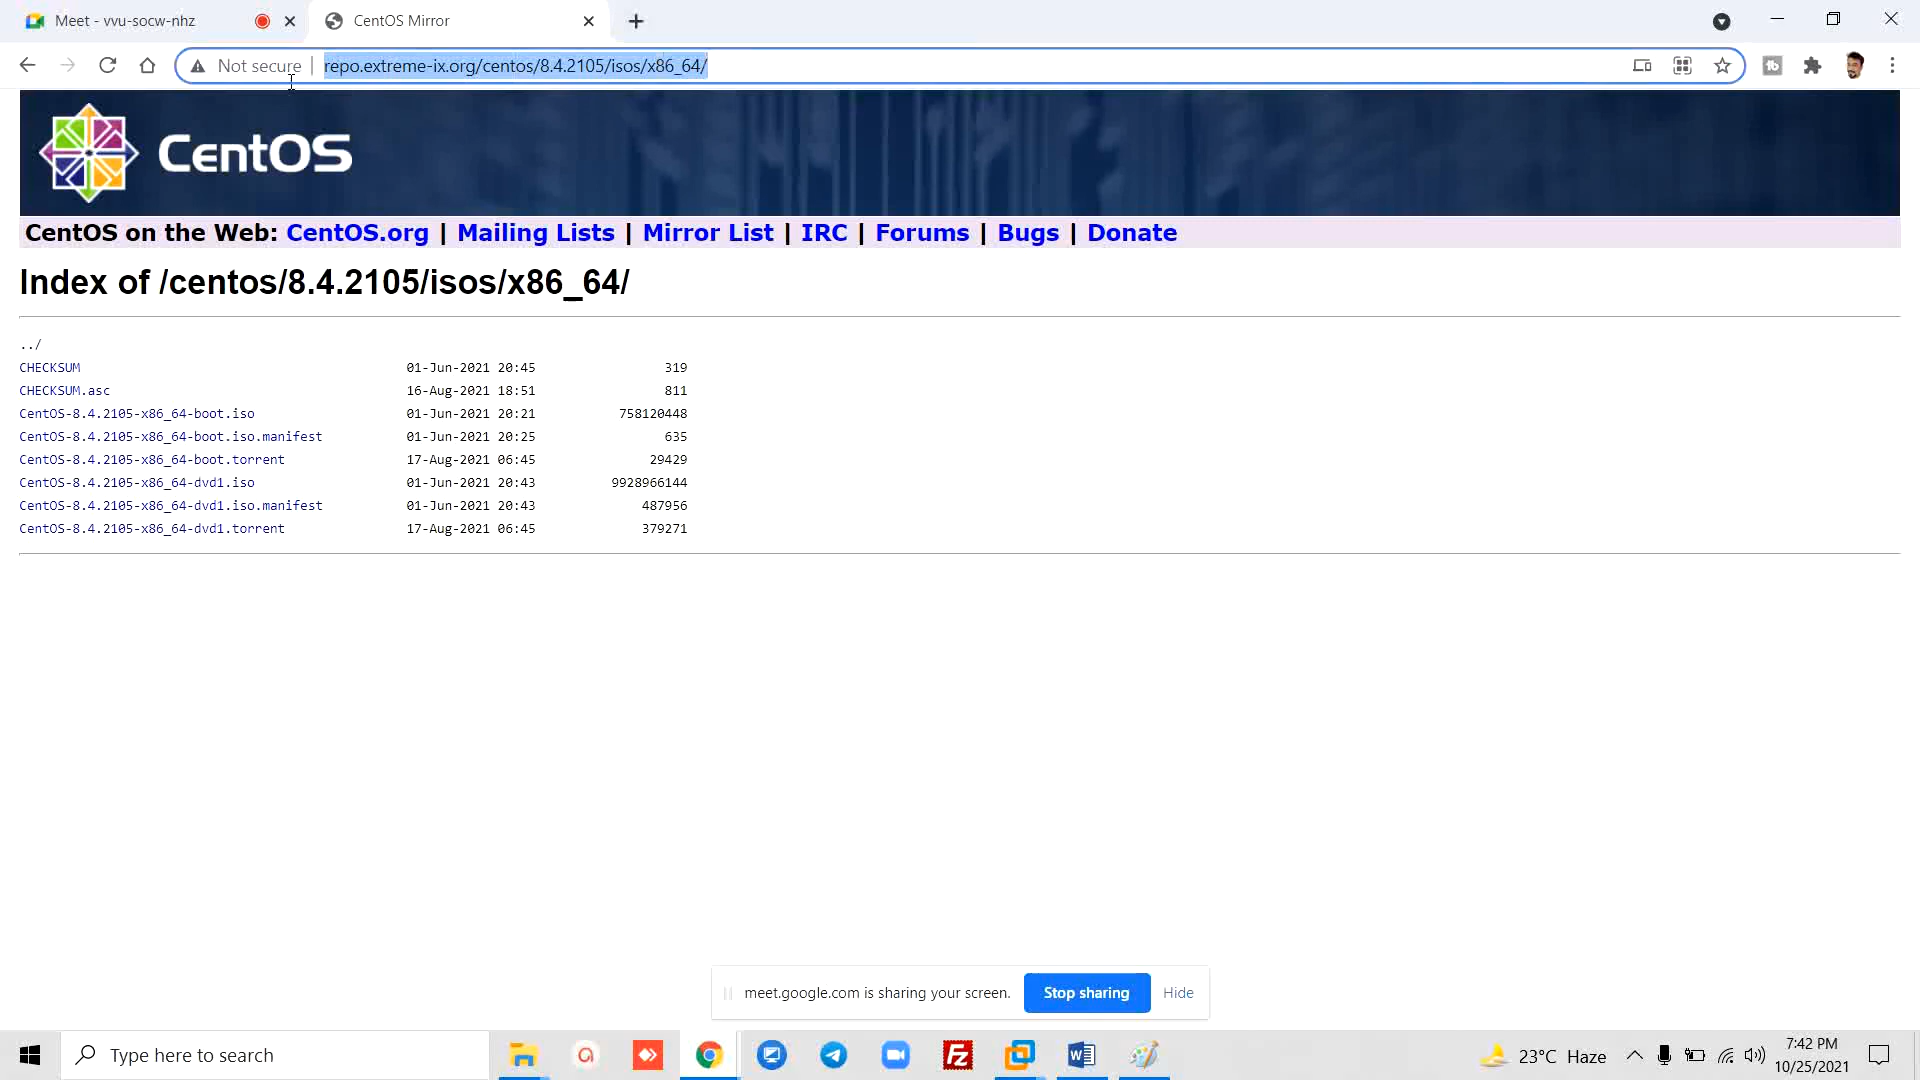 Meet - vvu-socw-nhz
CentOS Mirror
Not secure
repo.extreme-ix.org/centos/8.4.2105/isos/x86_64/
CentOS
CentOS on the Web: CentOS.org | Mailing Lists | Mirror List | IRC | Forums | Bugs | Donate
Index of /centos/8.4.2105/isos/x86_64/
../
CHECKSUM 01-Jun-2021 20:45 319
CHECKSUM.asc 16-Aug-2021 18:51 811
CentOS-8.4.2105-x86_64-boot.iso 01-Jun-2021 20:21 758120448
CentOS-8.4.2105-x86_64-boot.iso.manifest 01-Jun-2021 20:25 635
CentOS-8.4.2105-x86_64-boot.torrent 17-Aug-2021 06:45 29429
CentOS-8.4.2105-x86_64-dvd1.iso 01-Jun-2021 20:43 9928966144
CentOS-8.4.2105-x86_64-dvd1.iso.manifest 01-Jun-2021 20:43 487956
CentOS-8.4.2105-x86_64-dvd1.torrent 17-Aug-2021 06:45 379271
meet.google.com is sharing your screen. Stop sharing Hide
Type here to search
23°C Haze
7:42 PM
10/25/2021